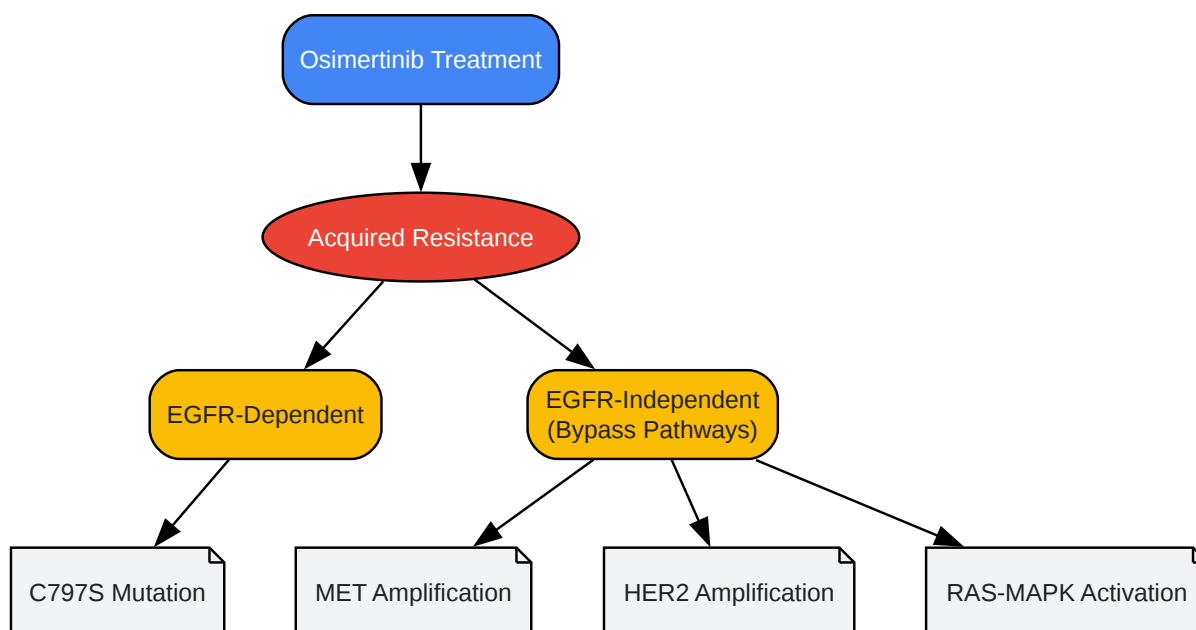 Osimertinib Treatment
Acquired Resistance
EGFR-Dependent
EGFR-Independent
(Bypass Pathways)
C797S Mutation
MET Amplification
HER2 Amplification
RAS-MAPK Activation